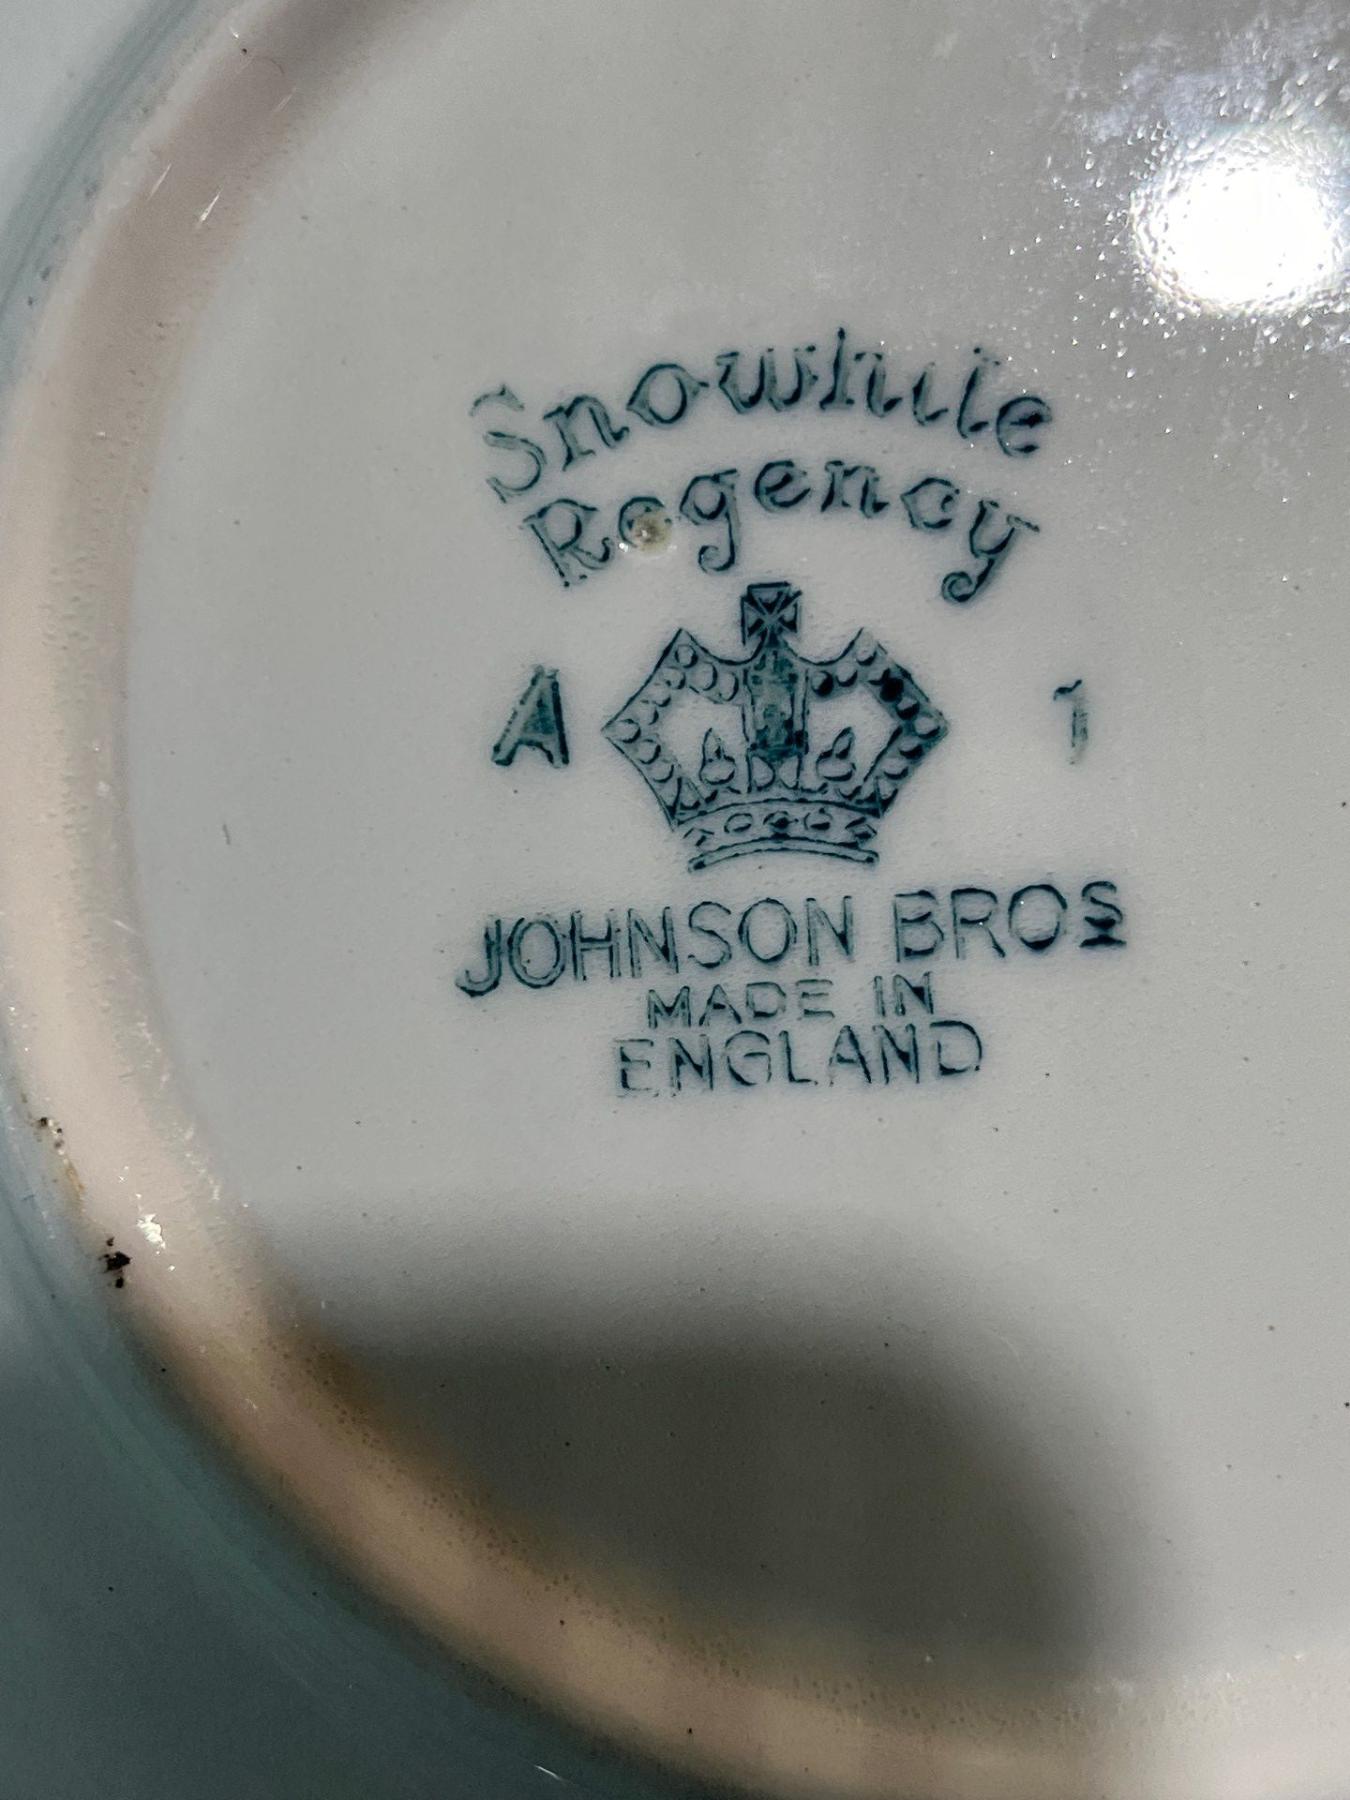 Snowhite
Regency
A 1
JOHNSON BROS
MADE IN
ENGLAND